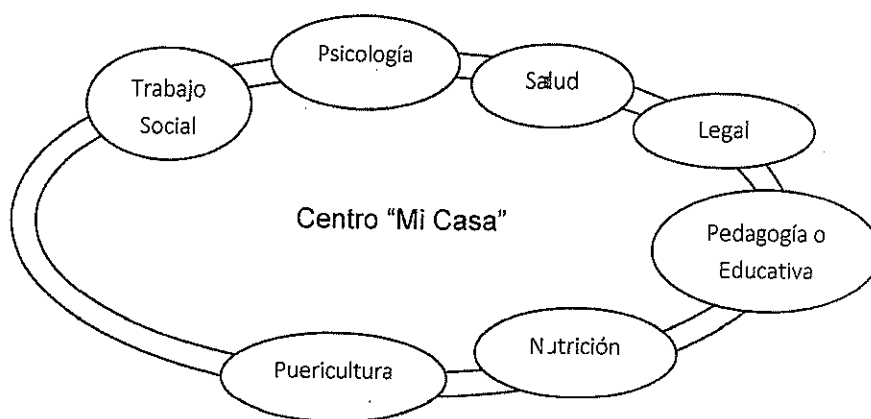 Psicología
Trabajo
Social
Salud
Legal
Centro "Mi Casa"
Pedagogía o
Educativa
Nutrición
Puericultura